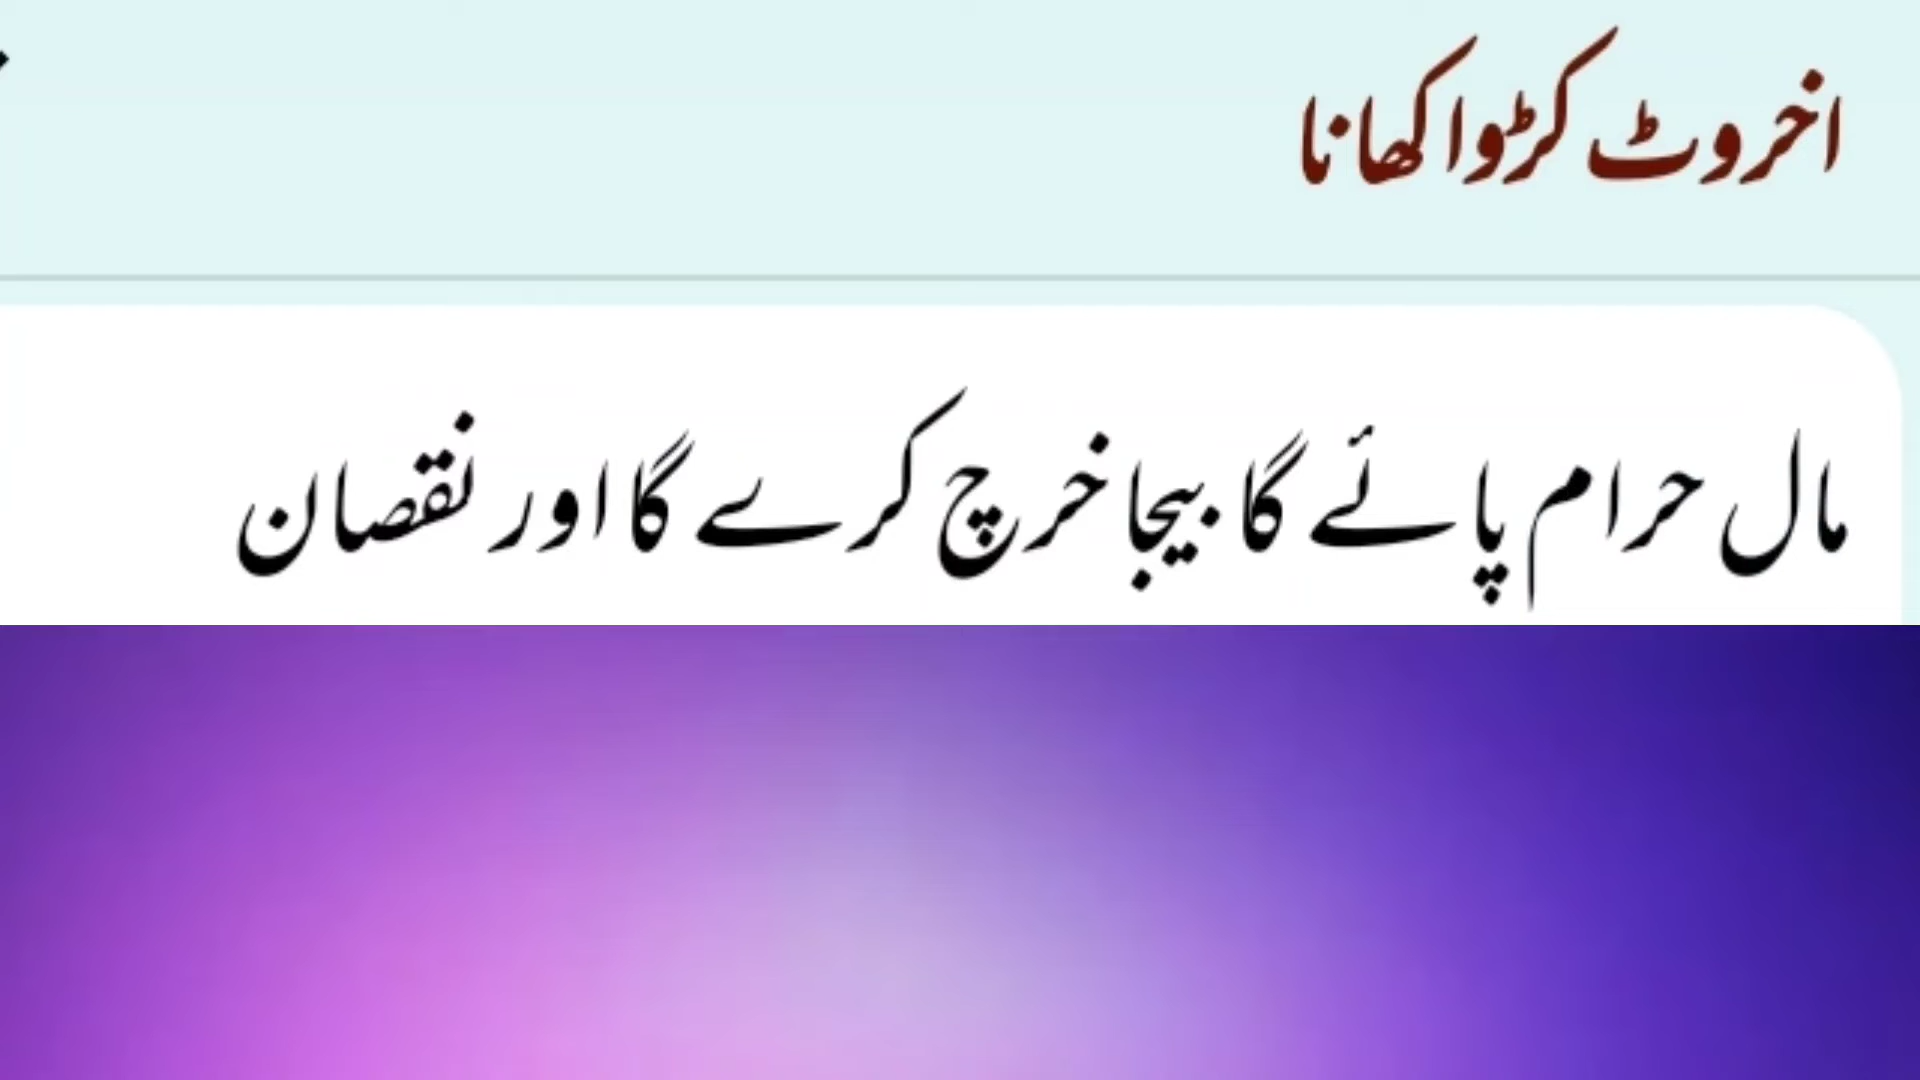 اخروٹ کڑوا کھانا
مال حرام پائے گا بیجا خرچ کرے گا اور نقصان